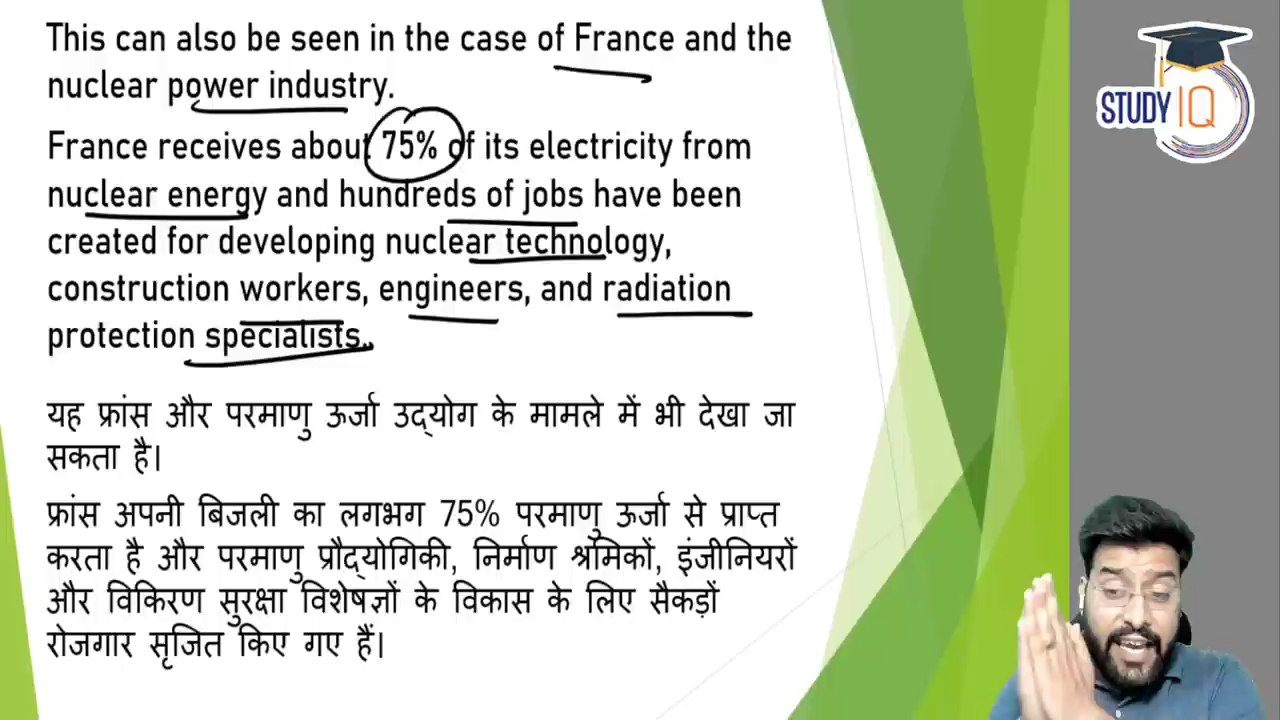 This can also be seen in the case of France and the
nuclear power industry.
France receives about 75% of its electricity from
nuclear energy and hundreds of jobs have been
created for developing nuclear technology,
construction workers, engineers, and radiation
protection specialists..
यह फ्रांस और परमाणु ऊर्जा उद्योग के मामले में भी देखा जा
सकता है।
फ्रांस अपनी बिजली का लगभग 75% परमाणु ऊर्जा से प्राप्त
करता है और परमाणु प्रौद्योगिकी, निर्माण श्रमिकों, इंजीनियरों
और विकिरण सुरक्षा विशेषज्ञों के विकास के लिए सैकड़ों
रोजगार सृजित किए गए हैं।
STUDY IQ